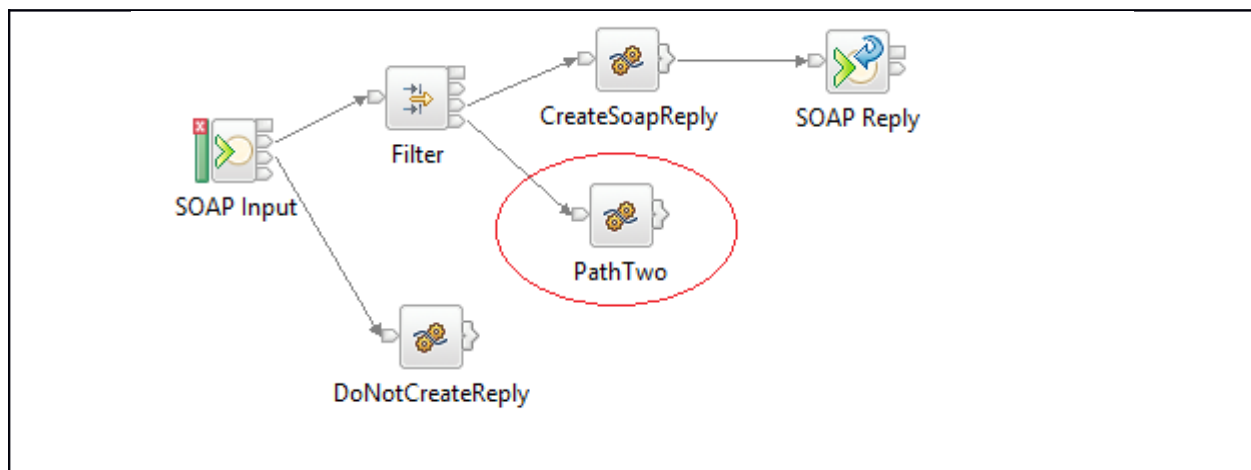 CreateSoapReply
SOAP Reply
Filter
SOAP Input
PathTwo
DoNotCreateReply